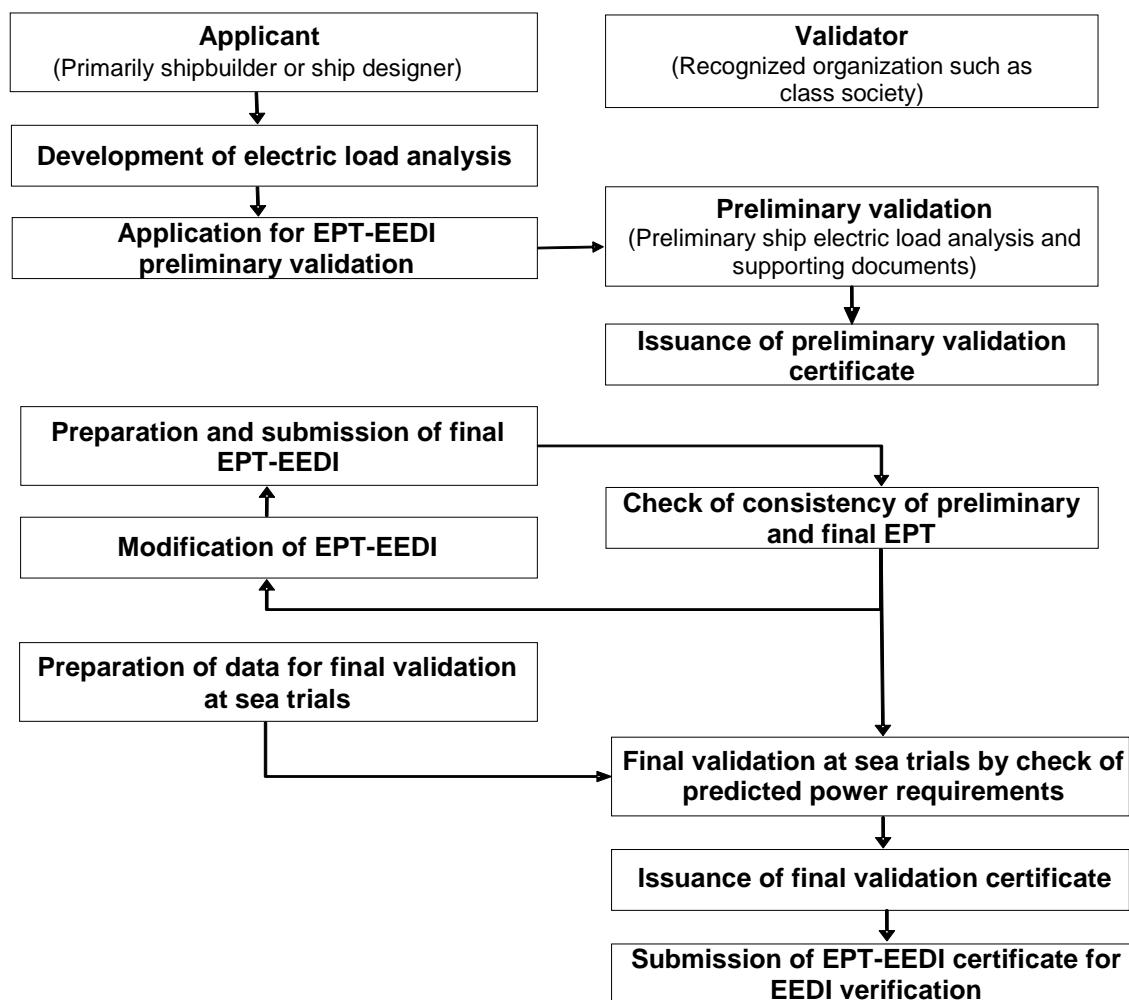 Applicant
(Primarily shipbuilder or ship designer)
Validator
(Recognized organization such as
class society)
Development of electric load analysis
Application for EPT-EEDI
preliminary validation
Preliminary validation
(Preliminary ship electric load analysis and
supporting documents)
Issuance of preliminary validation
certificate
Preparation and submission of final
EPT-EEDI
Check of consistency of preliminary
and final EPT
Modification of EPT-EEDI
Preparation of data for final validation
at sea trials
Final validation at sea trials by check of
predicted power requirements
Issuance of final validation certificate
Submission of EPT-EEDI certificate for
EEDI verification